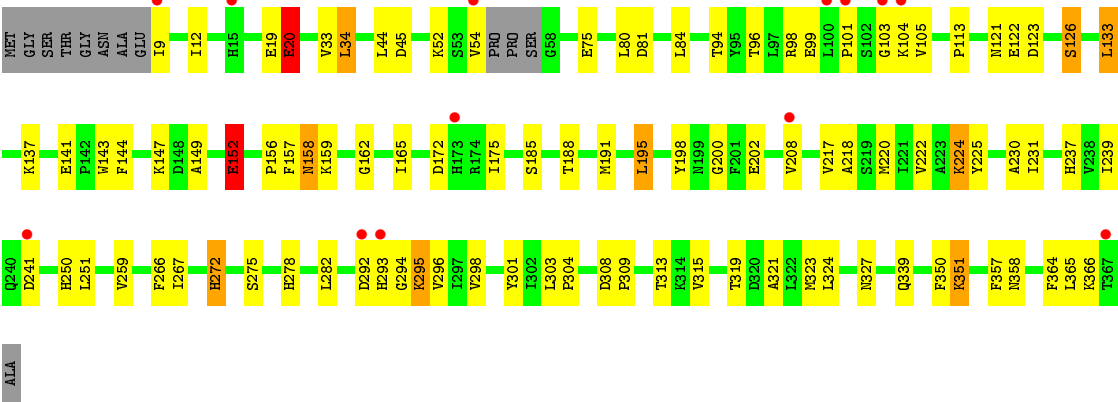 MET GLY SER THR GLY ASN ALA GLU I9 I12 H15 E19 E20 V33 L34 L44 D45 K52 S53 V54 PRO PRO SER G58 E75 L80 D81 L84 T94 Y95 T96 L97 R98 E99 L100 P101 S102 G103 K104 V105 P113 N121 E122 D123 S126 L133
K137 E141 P142 W143 F144 K147 D148 A149 E152 P156 F157 N158 K159 G162 I165 D172 H173 R174 I175 S185 T188 M191 L195 Y198 N199 G200 F201 E202 V208 V217 A218 S219 M220 I221 V222 A223 K224 Y225 A230 I231 H237 V238 I239
Q240 D241 H250 L251 V259 F266 I267 H272 S275 H278 L282 D292 H293 G294 K295 V296 I297 V298 Y301 I302 L303 P304 D308 P309 T313 K314 V315 T319 D320 A321 L322 M323 L324 N327 Q339 F350 K351 F357 N358 F364 L365 K366 T367
ALA